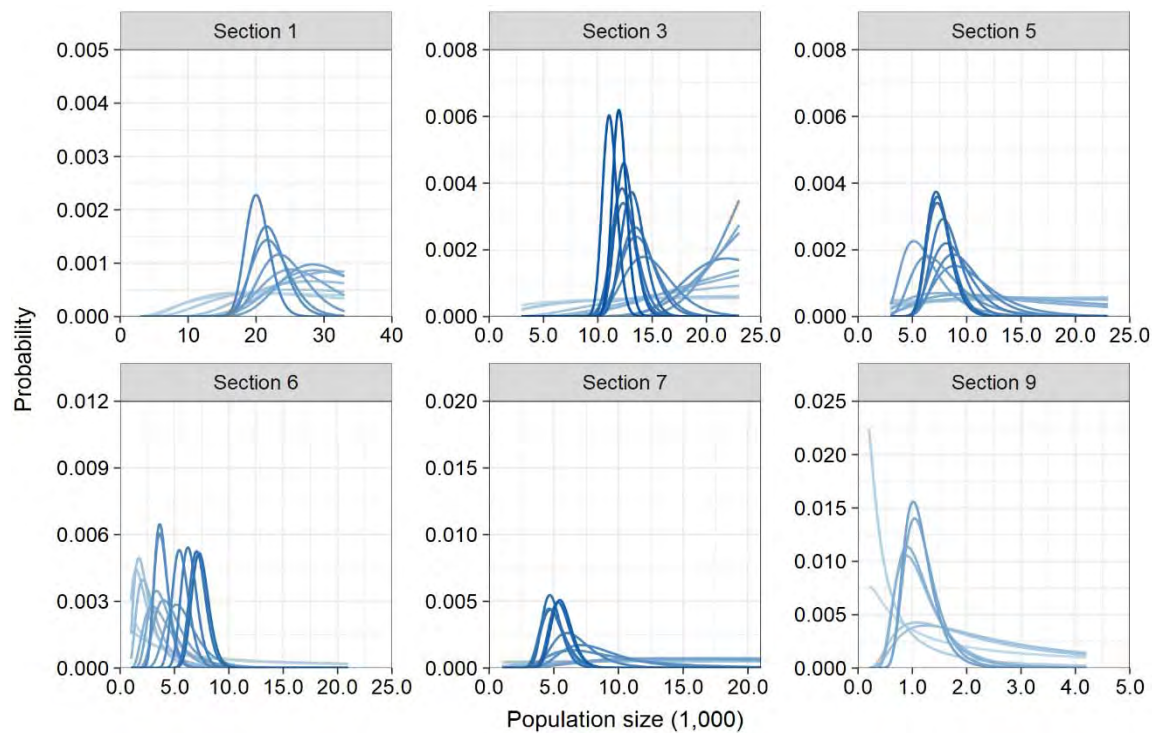 Section 1
Section 3
Section 5
0.005
0.004
0.003
0.002
0.001
0.000
0 10 20 30 40
0.008
0.006
0.004
0.002
0.000
0.0 5.0 10.0 15.0 20.0 25.0
0.008
0.006
0.004
0.002
0.000
0.0 5.0 10.0 15.0 20.0 25.0
Probability
Section 6
Section 7
Section 9
0.012
0.009
0.006
0.003
0.000
0.0 5.0 10.0 15.0 20.0 25.0
0.020
0.015
0.010
0.005
0.000
0.0 5.0 10.0 15.0 20.0
0.025
0.020
0.015
0.010
0.005
0.000
0.0 1.0 2.0 3.0 4.0 5.0
Population size (1,000)